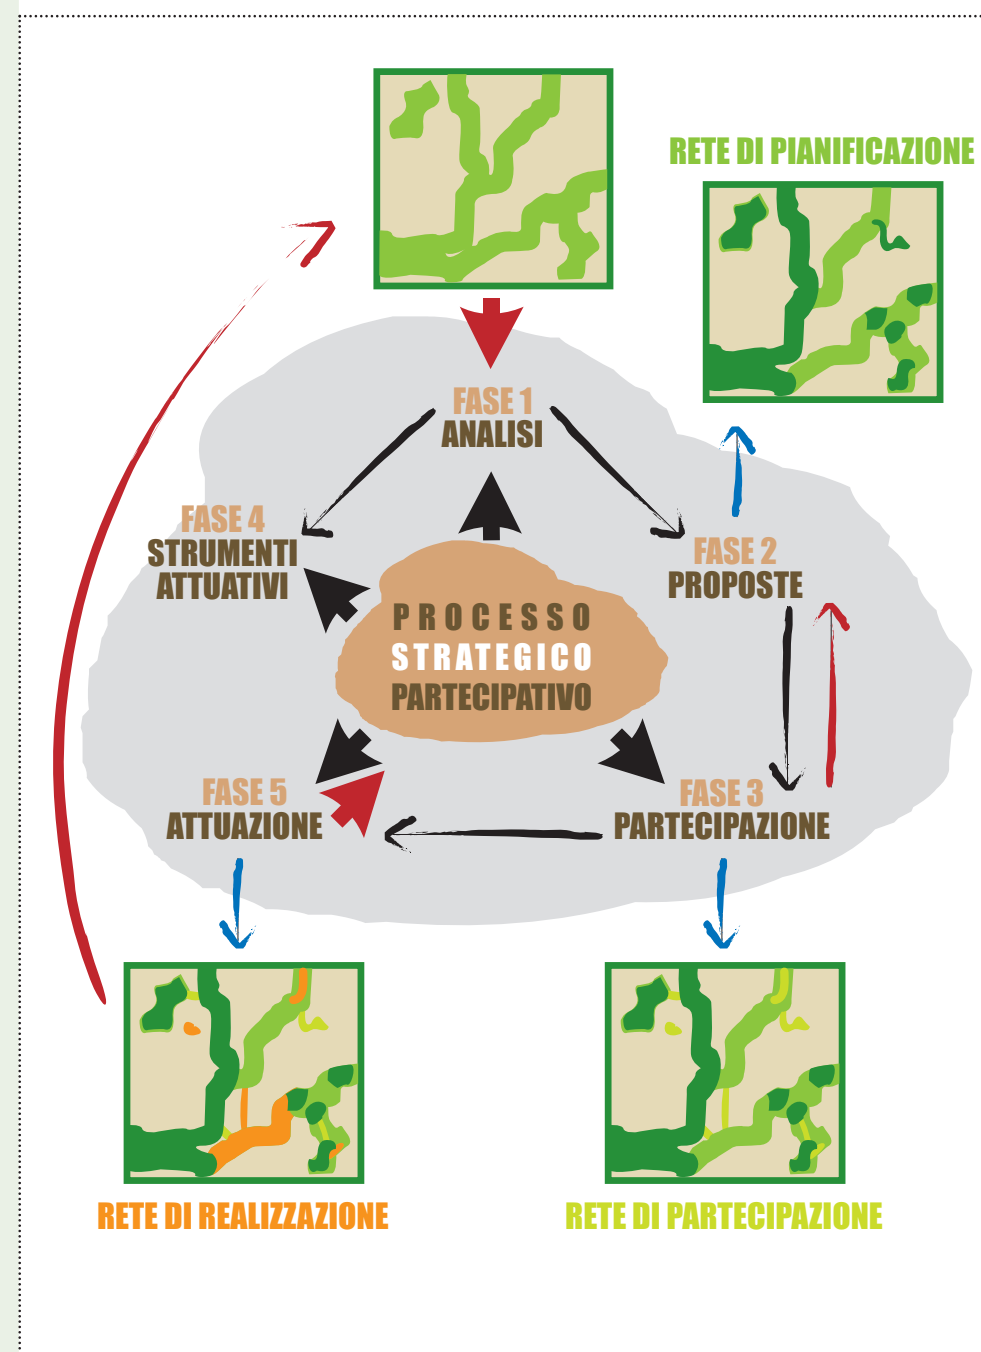 RETE DI PIANIFICAZIONE
FASE 1
ANALISI
FASE 4
STRUMENTI
ATTUATIVI
FASE 2
PROPOSTE
PROCESSO
STRATEGICO
PARTECIPATIVO
FASE 5
ATTUAZIONE
FASE 3
PARTECIPAZIONE
RETE DI REALIZZAZIONE
RETE DI PARTECIPAZIONE